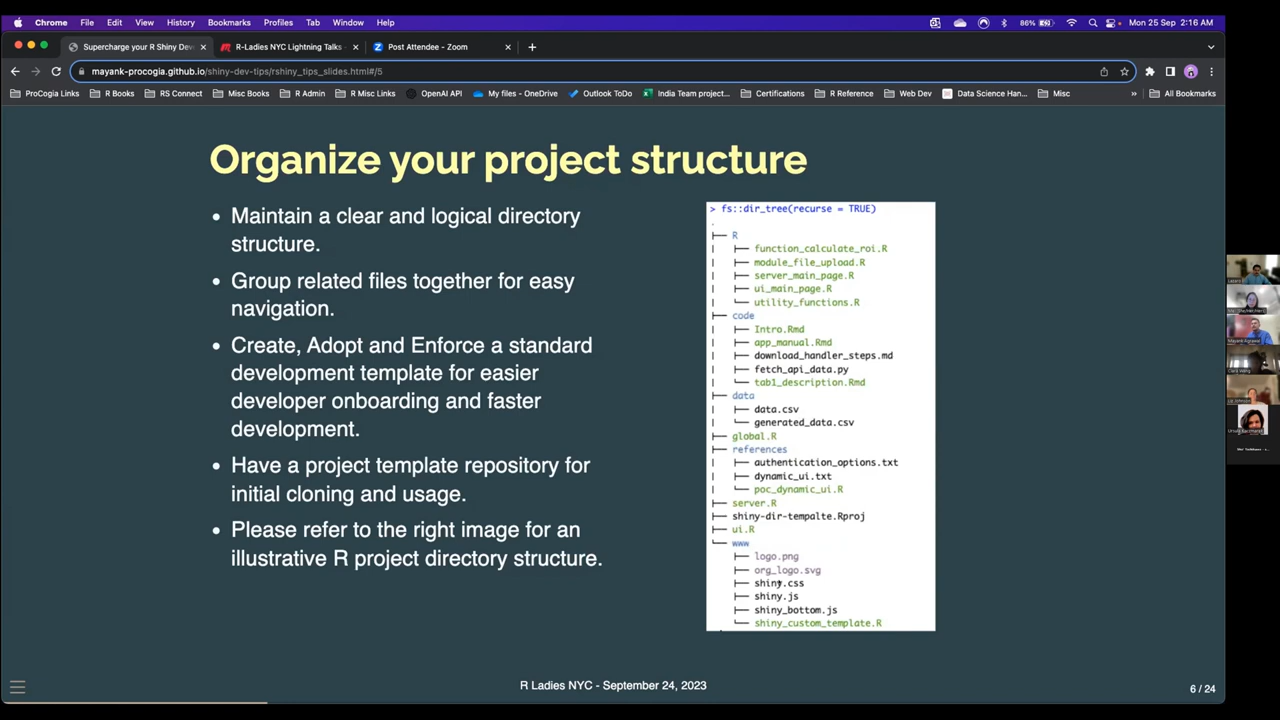 Chrome File Edit View History Bookmarks Profiles Tab Window Help 86% Mon 25 Sep 2:16 AM
Supercharge your R Shiny Dev R-Ladies NYC Lightning Talks - Post Attendee - Zoom
mayank-procogia.github.io/shiny-dev-tips/rshiny_tips_slides.html#/5
ProCogia Links R Books RS Connect Misc Books R Admin R Misc Links OpenAI API My files - OneDrive Outlook ToDo India Team project... Certifications R Reference Web Dev Data Science Han... Misc » All Bookmarks
Organize your project structure
• Maintain a clear and logical directory
structure.
• Group related files together for easy
navigation.
• Create, Adopt and Enforce a standard
development template for easier
developer onboarding and faster
development.
• Have a project template repository for
initial cloning and usage.
• Please refer to the right image for an
illustrative R project directory structure.
> fs::dir_tree(recurse = TRUE)
.
├── R
│ ├── function_calculate_roi.R
│ ├── module_file_upload.R
│ ├── server_main_page.R
│ ├── ui_main_page.R
│ └── utility_functions.R
├── code
│ ├── Intro.Rmd
│ ├── app_manual.Rmd
│ ├── download_handler_steps.md
│ ├── fetch_api_data.py
│ └── tab1_description.Rmd
├── data
│ ├── data.csv
│ └── generated_data.csv
├── global.R
├── references
│ ├── authentication_options.txt
│ ├── dynamic_ui.txt
│ └── poc_dynamic_ui.R
├── server.R
├── shiny-dir-tempalte.Rproj
├── ui.R
└── www
├── logo.png
├── org_logo.svg
├── shiny.css
├── shiny.js
├── shiny_bottom.js
└── shiny_custom_template.R
R Ladies NYC - September 24, 2023
6 / 24